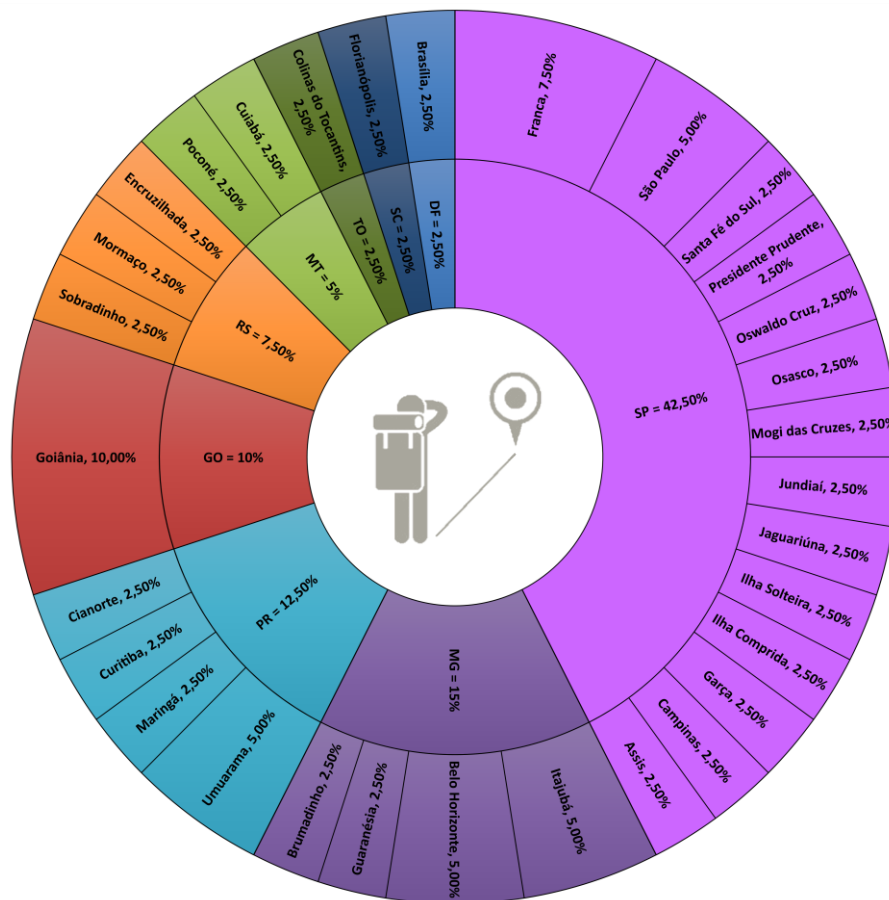 Franca, 7,50%
São Paulo, 5,00%
Santa Fé do Sul, 2,50%
Presidente Prudente,
2,50%
Oswaldo Cruz, 2,50%
Osasco, 2,50%
Mogi das Cruzes, 2,50%
Jundiaí, 2,50%
Jaguariúna, 2,50%
Ilha Solteira, 2,50%
Ilha Comprida, 2,50%
Garça, 2,50%
Campinas, 2,50%
Assis, 2,50%
Itajubá, 5,00%
Belo Horizonte, 5,00%
Guaranésia, 2,50%
Brumadinho, 2,50%
Umuarama, 5,00%
Maringá, 2,50%
Curitiba, 2,50%
Cianorte, 2,50%
Goiânia, 10,00%
Sobradinho, 2,50%
Mormaço, 2,50%
Encruzilhada, 2,50%
Poconé, 2,50%
Cuiabá, 2,50%
Colinas do Tocantins,
2,50%
Florianópolis, 2,50%
Brasília, 2,50%
SP = 42,50%
MG = 15%
PR = 12,50%
GO = 10%
RS = 7,50%
MT = 5%
TO = 2,50%
SC = 2,50%
DF = 2,50%